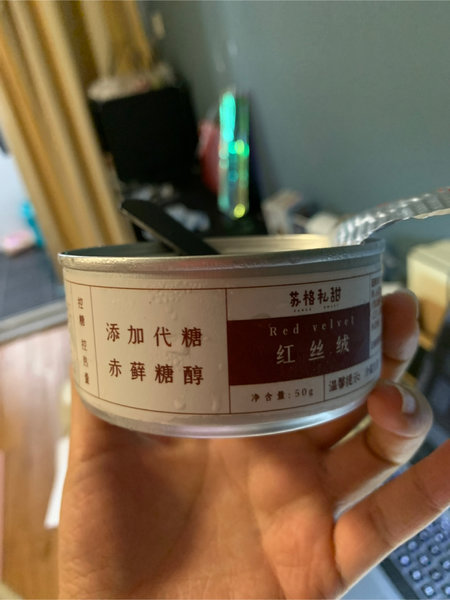 控糖 控热量
添加代糖
赤藓糖醇
苏格私甜
Red velvet
红丝绒
净含量:50g
温馨提示